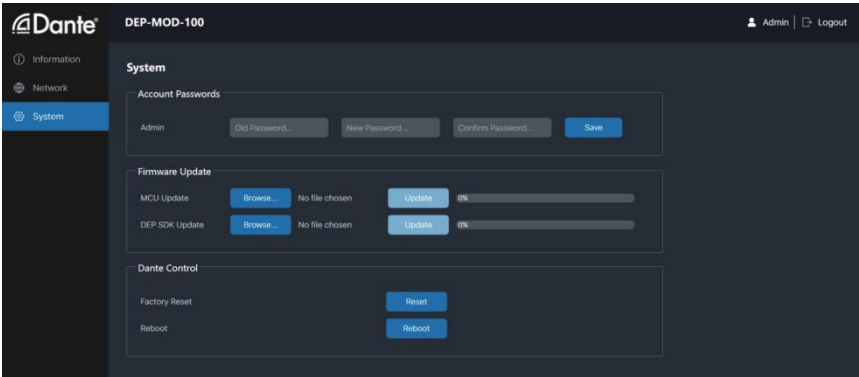 Dante®
DEP-MOD-100
Admin
Logout
Information
Network
System
System
Account Passwords
Admin
Old Password...
New Password...
Confirm Password...
Save
Firmware Update
MCU Update
Browse...
No file chosen
Update
0%
DEP SDK Update
Browse...
No file chosen
Update
0%
Dante Control
Factory Reset
Reset
Reboot
Reboot